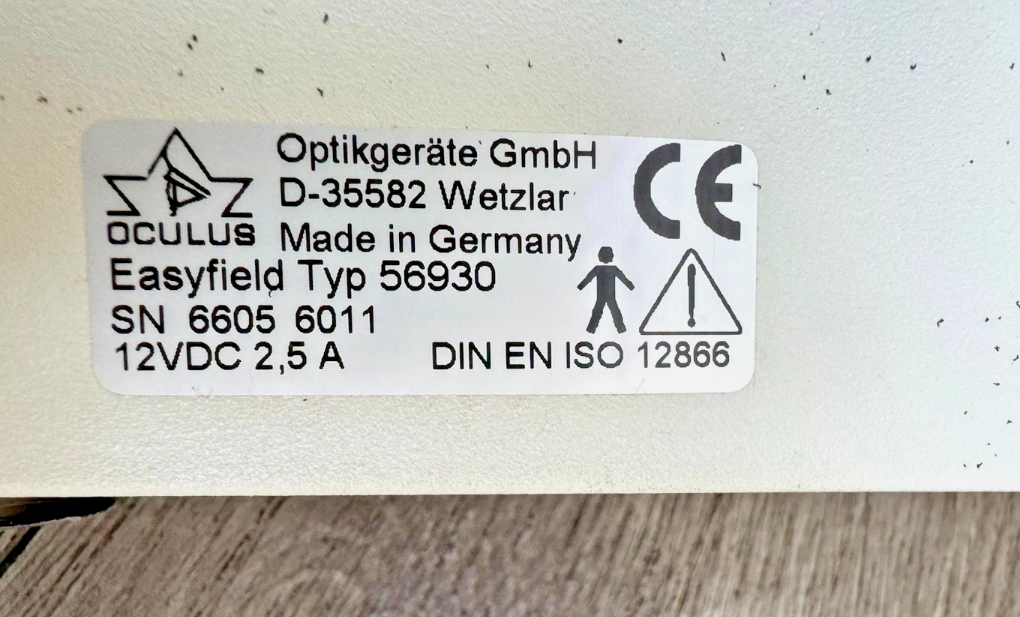 Optikgeräte GmbH
D-35582 Wetzlar
OCULUS Made in Germany
CE
Easyfield Typ 56930
SN 6605 6011
12VDC 2,5 A DIN EN ISO 12866